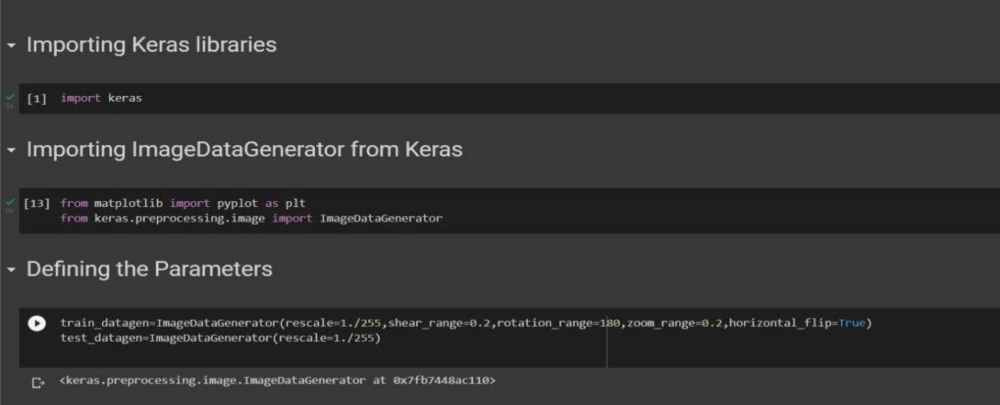 Importing Keras libraries
[1] import keras
3s
Importing ImageDataGenerator from Keras
[13] from matplotlib import pyplot as plt
0s
from keras.preprocessing.image import ImageDataGenerator
Defining the Parameters
train_datagen=ImageDataGenerator(rescale=1./255,shear_range=0.2,rotation_range=180,zoom_range=0.2,horizontal_flip=True)
test_datagen=ImageDataGenerator(rescale=1./255)
<keras.preprocessing.image.ImageDataGenerator at 0x7fb7448ac110>